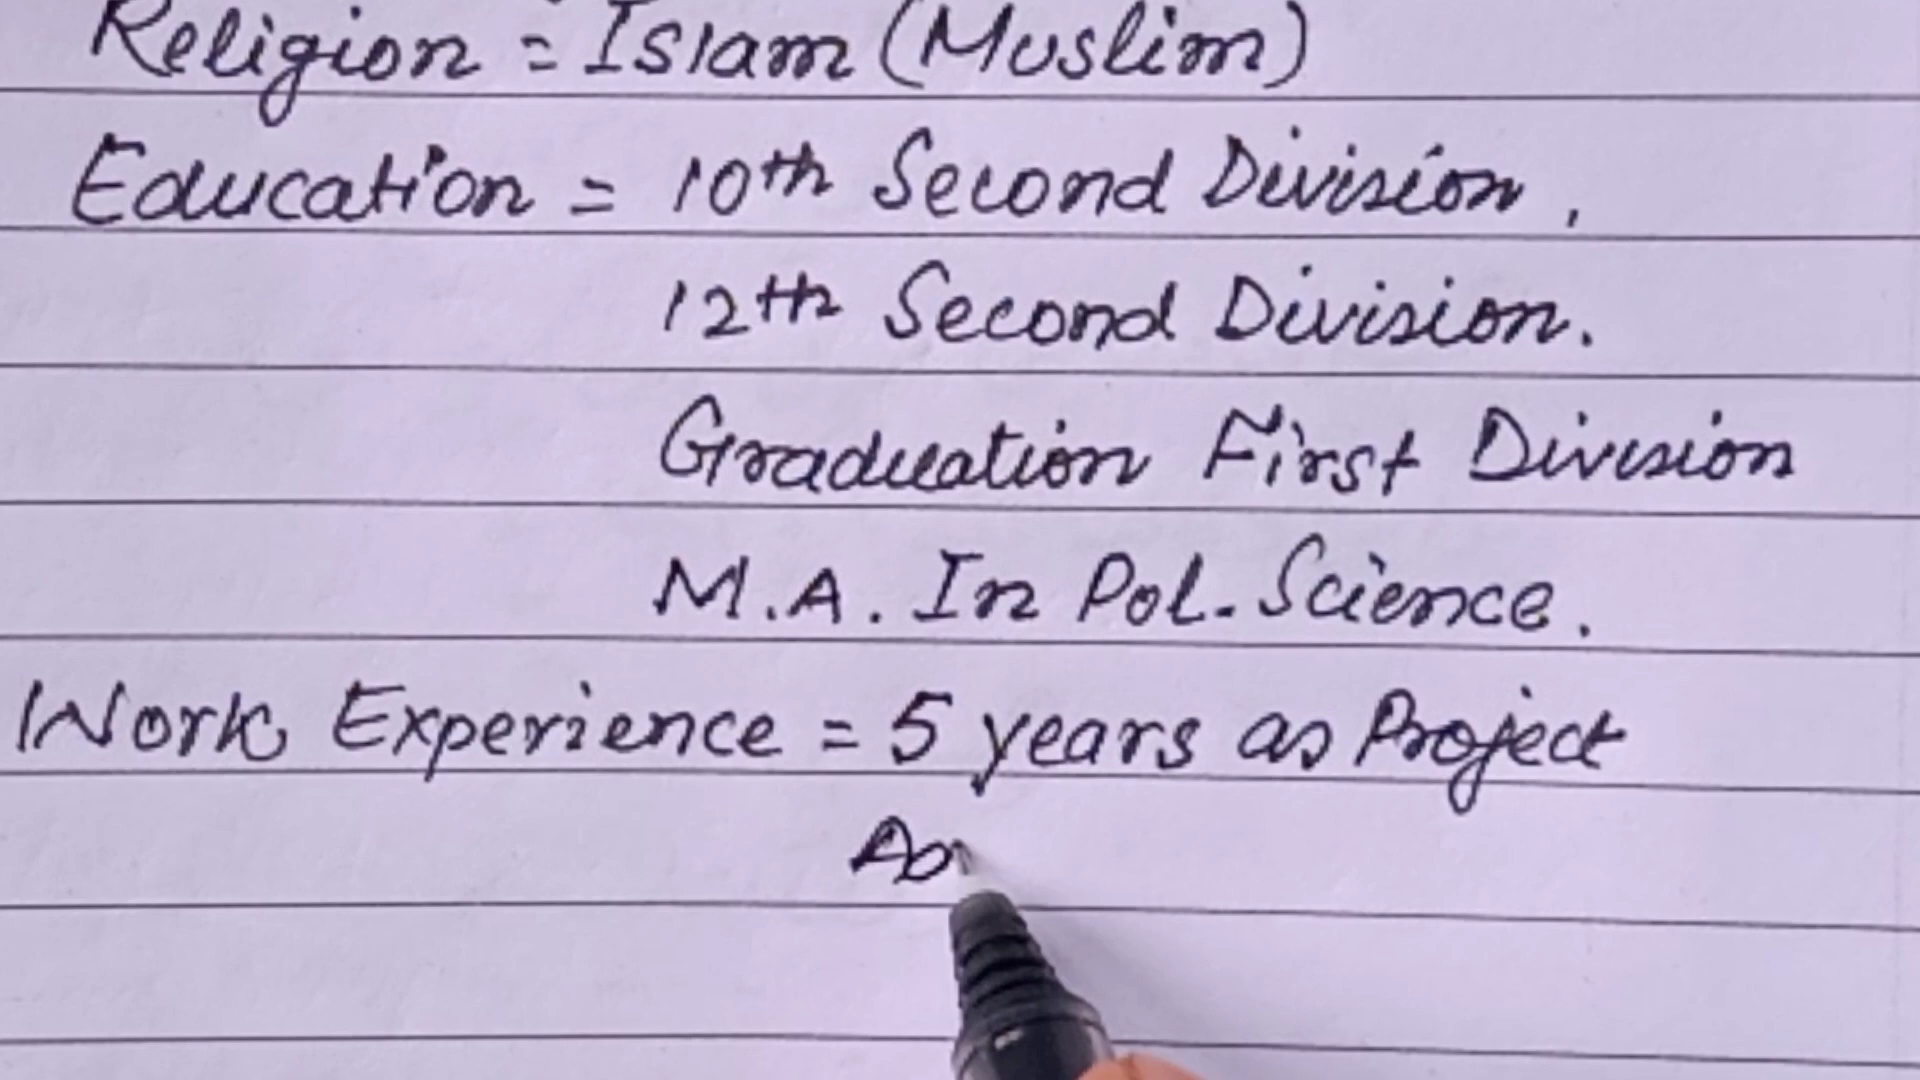 Religion = Islam (Muslim)
Education = 10th Second Division,
12th Second Division.
Graduation First Division
M.A. In Pol. Science.
Work Experience = 5 years as Project